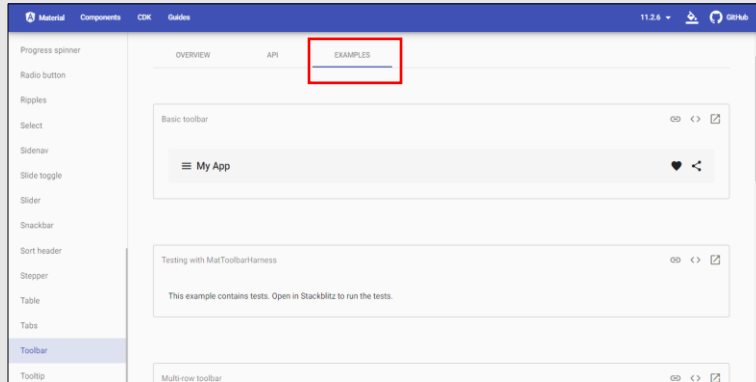 Material Components CDK Guides 11.2.6 GitHub
Progress spinner
Radio button
Ripples
Select
Sidenav
Slide toggle
Slider
Snackbar
Sort header
Stepper
Table
Tabs
Toolbar
Tooltip
OVERVIEW API EXAMPLES
Basic toolbar
My App
Testing with MatToolbarHarness
This example contains tests. Open in Stackblitz to run the tests.
Multi-row toolbar